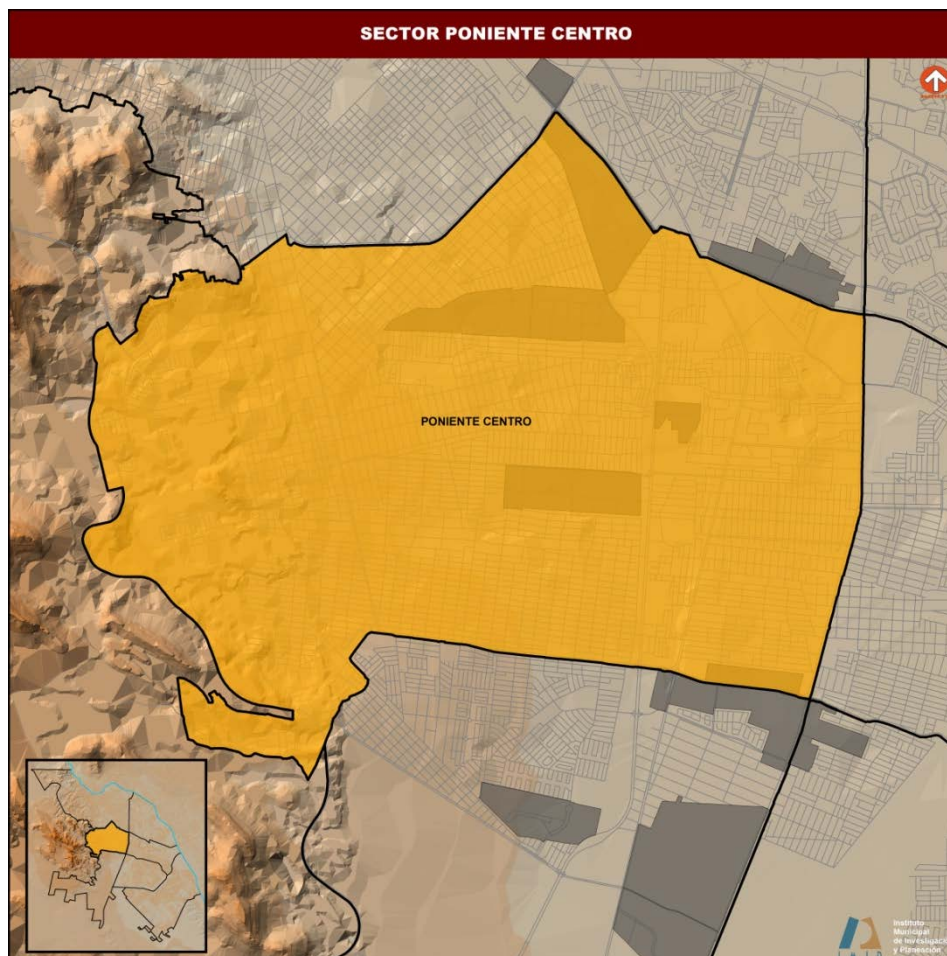 SECTOR PONIENTE CENTRO
PONIENTE CENTRO
Instituto
Municipal
de Investigación
y Planeación